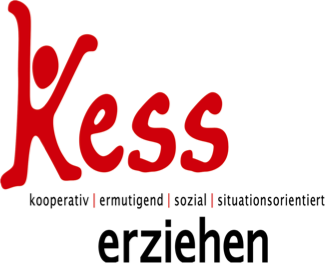 Kess
kooperativ | ermutigend | sozial | situationsorientiert
erziehen